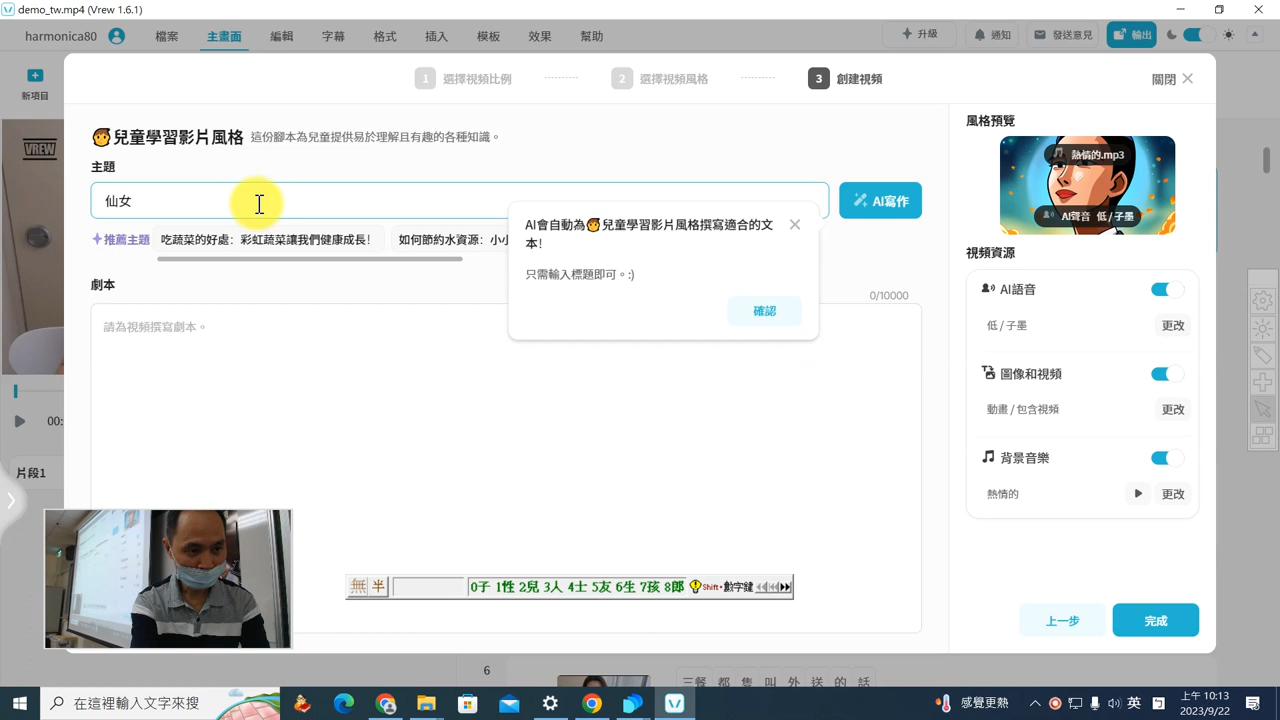 demo_tw.mp4 (Vrew 1.6.1)
harmonica80
檔案 主畫面 編輯 字幕 格式 插入 模板 效果 幫助
升級 通知 發送意見 輸出
新項目
1 選擇視頻比例 2 選擇視頻風格 3 創建視頻
關閉
兒童學習影片風格 這份腳本為兒童提供易於理解且有趣的各種知識。
主題
仙女
AI寫作
推薦主題 吃蔬菜的好處：彩虹蔬菜讓我們健康成長！ 如何節約水資源：小小
AI會自動為兒童學習影片風格撰寫適合的文
本！
只需輸入標題即可。:)
確認
劇本
0/10000
請為視頻撰寫劇本。
風格預覽
熱情的.mp3
AI聲音 低 / 子墨
視頻資源
AI語音
低 / 子墨 更改
圖像和視頻
動畫 / 包含視頻 更改
背景音樂
熱情的 更改
上一步 完成
VREW
00:
片段1
無 半 0子 1性 2兒 3人 4士 5友 6生 7孩 8郎 Shift+數字鍵
6
三餐 都 隻 叫 外 送 的 話
在這裡輸入文字來搜
感覺更熱
英
上午 10:13
2023/9/22